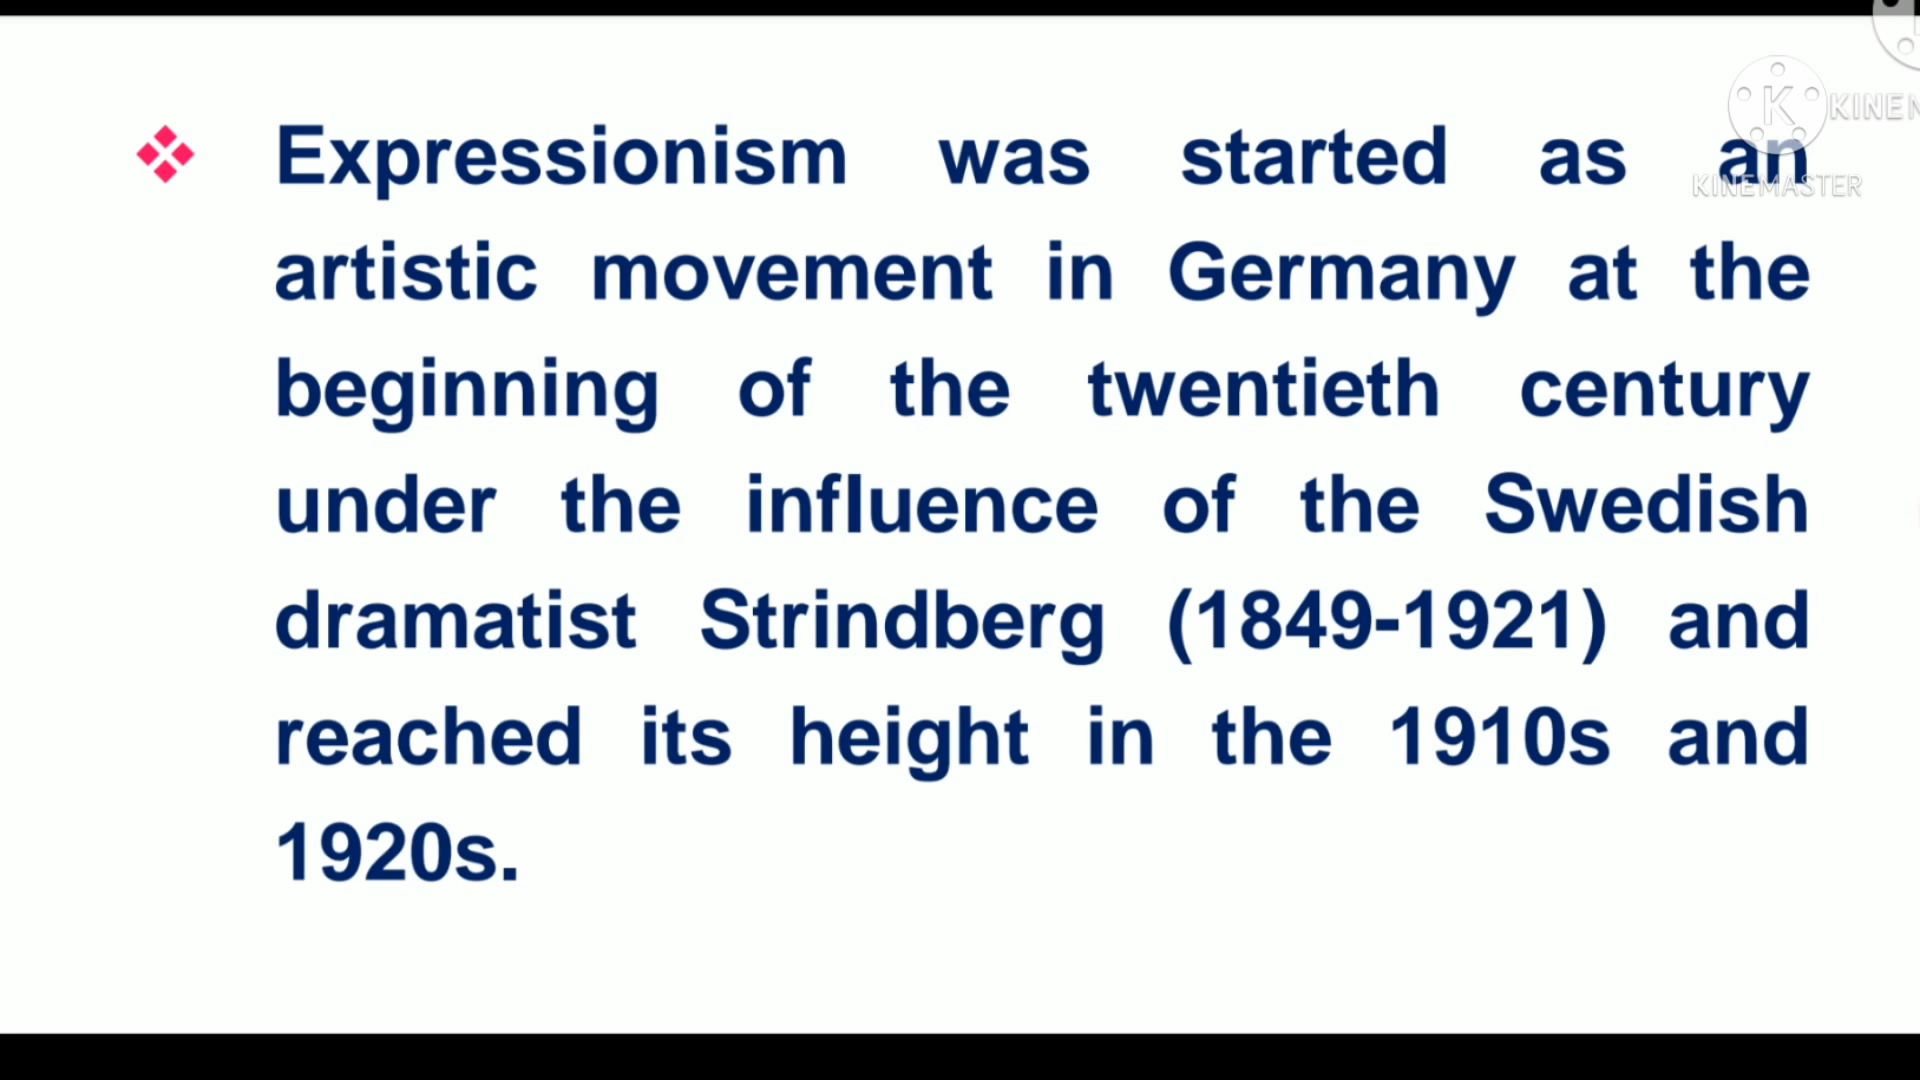 KINEM
KINEMASTER
❖ Expressionism was started as an
artistic movement in Germany at the
beginning of the twentieth century
under the influence of the Swedish
dramatist Strindberg (1849-1921) and
reached its height in the 1910s and
1920s.